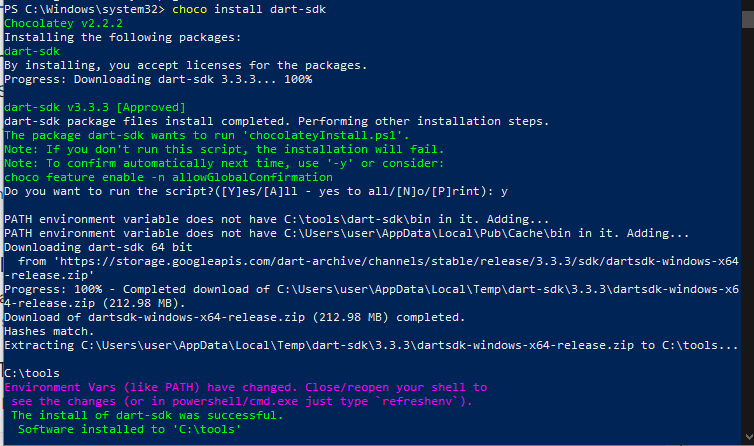 PS C:\Windows\system32> choco install dart-sdk
Chocolatey v2.2.2
Installing the following packages:
dart-sdk
By installing, you accept licenses for the packages.
Progress: Downloading dart-sdk 3.3.3... 100%
dart-sdk v3.3.3 [Approved]
dart-sdk package files install completed. Performing other installation steps.
The package dart-sdk wants to run 'chocolateyInstall.ps1'.
Note: If you don't run this script, the installation will fail.
Note: To confirm automatically next time, use '-y' or consider:
choco feature enable -n allowGlobalConfirmation
Do you want to run the script?([Y]es/[A]ll - yes to all/[N]o/[P]rint): y
PATH environment variable does not have C:\tools\dart-sdk\bin in it. Adding...
PATH environment variable does not have C:\Users\user\AppData\Local\Pub\Cache\bin in it. Adding...
Downloading dart-sdk 64 bit
  from 'https://storage.googleapis.com/dart-archive/channels/stable/release/3.3.3/sdk/dartsdk-windows-x64
-release.zip'
Progress: 100% - Completed download of C:\Users\user\AppData\Local\Temp\dart-sdk\3.3.3\dartsdk-windows-x6
4-release.zip (212.98 MB).
Download of dartsdk-windows-x64-release.zip (212.98 MB) completed.
Hashes match.
Extracting C:\Users\user\AppData\Local\Temp\dart-sdk\3.3.3\dartsdk-windows-x64-release.zip to C:\tools...
C:\tools
Environment Vars (like PATH) have changed. Close/reopen your shell to
 see the changes (or in powershell/cmd.exe just type `refreshenv`).
 The install of dart-sdk was successful.
  Software installed to 'C:\tools'